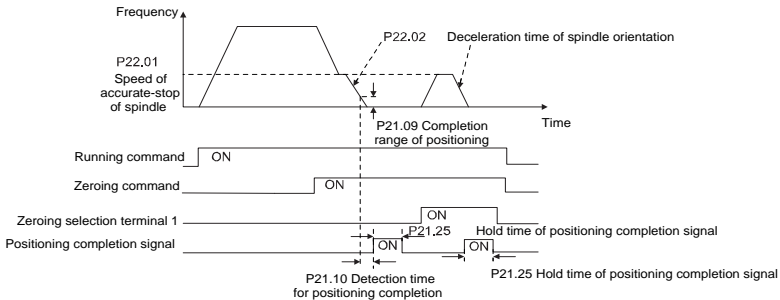 Frequency
P22.02
Deceleration time of spindle orientation
P22.01
Speed of
accurate-stop
of spindle
Time
P21.09 Completion
range of positioning
Running command
ON
Zeroing command
ON
Zeroing selection terminal 1
ON
P21.25
Hold time of positioning completion signal
Positioning completion signal
ON
ON
P21.10 Detection time
for positioning completion
P21.25 Hold time of positioning completion signal